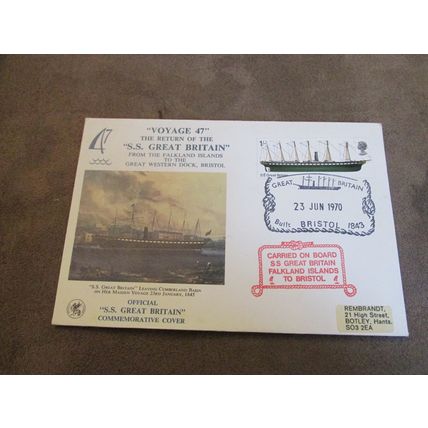 47
"VOYAGE 47"
THE RETURN OF THE
"S.S. GREAT BRITAIN"
FROM THE FALKLAND ISLANDS
TO THE
GREAT WESTERN DOCK, BRISTOL
"S.S. GREAT BRITAIN" LEAVING CUMBERLAND BASIN
ON HER MAIDEN VOYAGE 23RD JANUARY, 1845
OFFICIAL
"S.S. GREAT BRITAIN"
COMMEMORATIVE COVER
GREAT BRITAIN
23 JUN 1970
Built BRISTOL 1843
CARRIED ON BOARD
SS GREAT BRITAIN
FALKLAND ISLANDS
TO BRISTOL
REMBRANDT,
21 High Street,
BOTLEY, Hants.
SO3 2EA